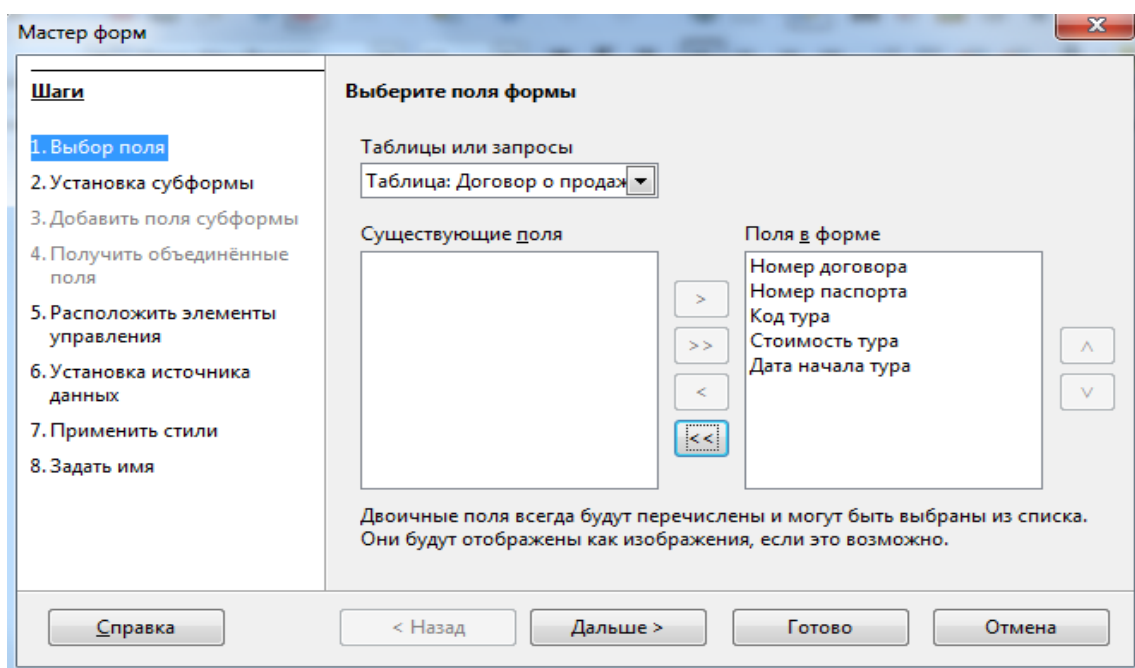 Мастер форм
Шаги
1. Выбор поля
2. Установка субформы
3. Добавить поля субформы
4. Получить объединённые
поля
5. Расположить элементы
управления
6. Установка источника
данных
7. Применить стили
8. Задать имя
Выберите поля формы
Таблицы или запросы
Таблица: Договор о продаж
Существующие поля
>
>>
<
<<
Поля в форме
Номер договора
Номер паспорта
Код тура
Стоимость тура
Дата начала тура
Двоичные поля всегда будут перечислены и могут быть выбраны из списка.
Они будут отображены как изображения, если это возможно.
Справка
< Назад
Дальше >
Готово
Отмена